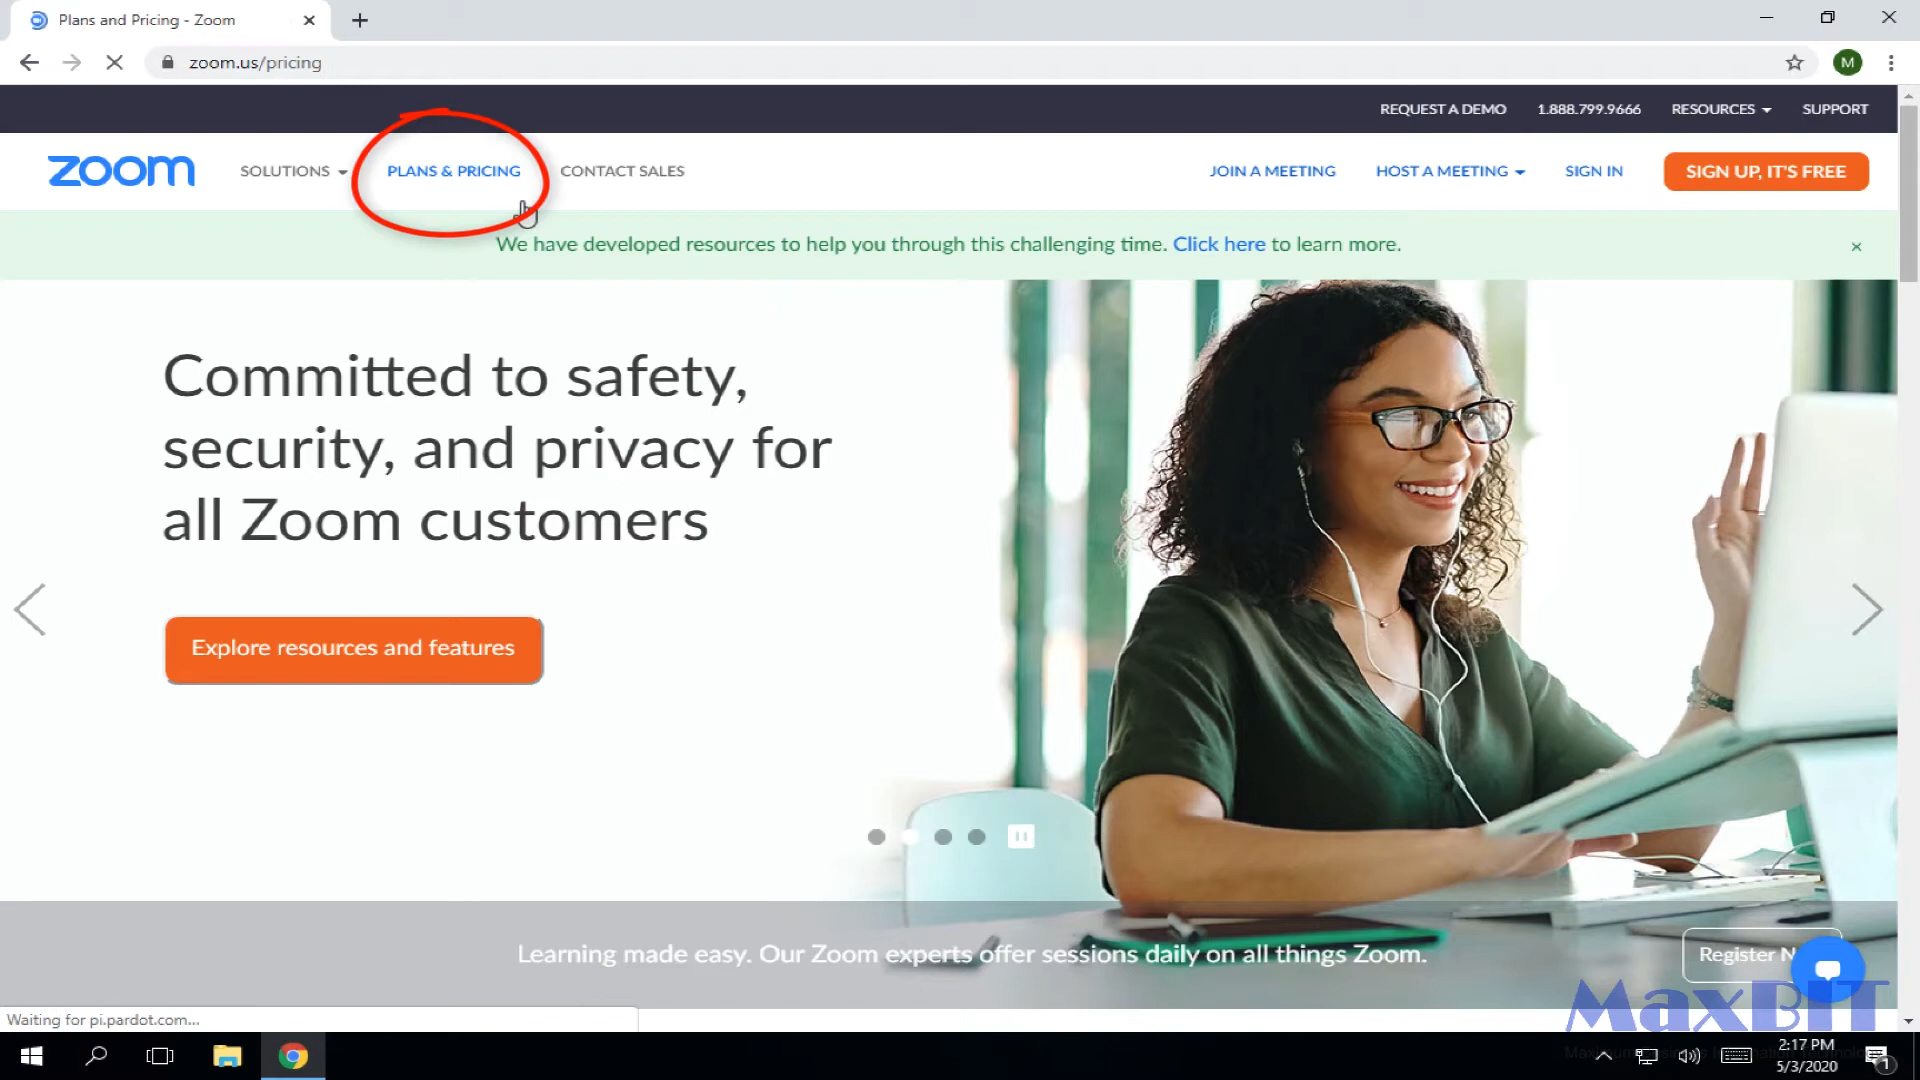 Plans and Pricing - Zoom
zoom.us/pricing
M
REQUEST A DEMO 1.888.799.9666 RESOURCES SUPPORT
zoom SOLUTIONS PLANS & PRICING CONTACT SALES JOIN A MEETING HOST A MEETING SIGN IN SIGN UP, IT'S FREE
We have developed resources to help you through this challenging time. Click here to learn more.
Committed to safety,
security, and privacy for
all Zoom customers
Explore resources and features
Learning made easy. Our Zoom experts offer sessions daily on all things Zoom.
Register N
MaxBIT
Waiting for pi.pardot.com...
2:17 PM
5/3/2020
1